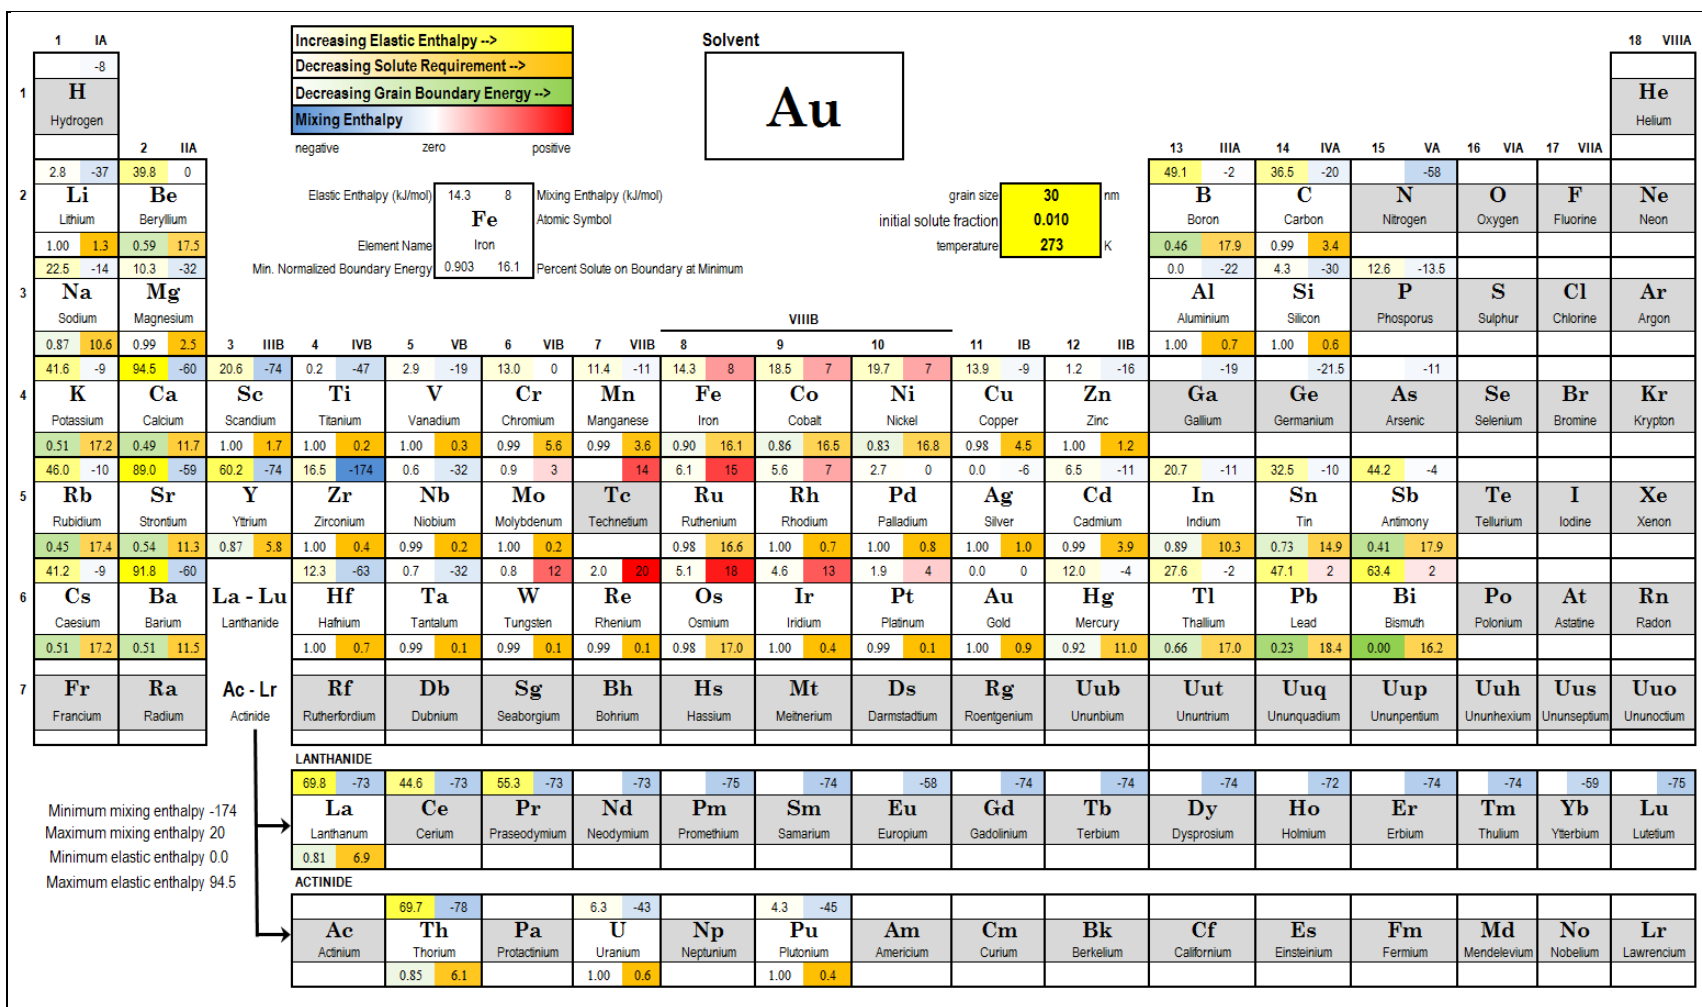 1 IA
Increasing Elastic Enthalpy -->
Solvent
18 VIIIA
-8
Decreasing Solute Requirement -->
1 H Decreasing Grain Boundary Energy --> Au He
Hydrogen Mixing Enthalpy Helium
2 IIA negative zero positive 13 IIIA 14 IVA 15 VA 16 VIA 17 VIIA
2.8 -37 39.8 0 49.1 -2 36.5 -20 -58
2 Li Be Elastic Enthalpy (kJ/mol) 14.3 8 Mixing Enthalpy (kJ/mol) grain size 30 nm B C N O F Ne
Lithium Beryllium Fe Atomic Symbol initial solute fraction 0.010 Boron Carbon Nitrogen Oxygen Fluorine Neon
1.00 1.3 0.59 17.5 Element Name Iron temperature 273 K 0.46 17.9 0.99 3.4
22.5 -14 10.3 -32 Min. Normalized Boundary Energy 0.903 16.1 Percent Solute on Boundary at Minimum 0.0 -22 4.3 -30 12.6 -13.5
3 Na Mg Al Si P S Cl Ar
Sodium Magnesium VIIIB Aluminium Silicon Phosporus Sulphur Chlorine Argon
0.87 10.6 0.99 2.5 3 IIIB 4 IVB 5 VB 6 VIB 7 VIIB 8 9 10 11 IB 12 IIB 1.00 0.7 1.00 0.6
41.6 -9 94.5 -60 20.6 -74 0.2 -47 2.9 -19 13.0 0 11.4 -11 14.3 8 18.5 7 19.7 7 13.9 -9 1.2 -16 -19 -21.5 -11
4 K Ca Sc Ti V Cr Mn Fe Co Ni Cu Zn Ga Ge As Se Br Kr
Potassium Calcium Scandium Titanium Vanadium Chromium Manganese Iron Cobalt Nickel Copper Zinc Gallium Germanium Arsenic Selenium Bromine Krypton
0.51 17.2 0.49 11.7 1.00 1.7 1.00 0.2 1.00 0.3 0.99 5.6 0.99 3.6 0.90 16.1 0.86 16.5 0.83 16.8 0.98 4.5 1.00 1.2
46.0 -10 89.0 -59 60.2 -74 16.5 -174 0.6 -32 0.9 3 14 6.1 15 5.6 7 2.7 0 0.0 -6 6.5 -11 20.7 -11 32.5 -10 44.2 -4
5 Rb Sr Y Zr Nb Mo Tc Ru Rh Pd Ag Cd In Sn Sb Te I Xe
Rubidium Strontium Yttrium Zirconium Niobium Molybdenum Technetium Ruthenium Rhodium Palladium Silver Cadmium Indium Tin Antimony Tellurium Iodine Xenon
0.45 17.4 0.54 11.3 0.87 5.8 1.00 0.4 0.99 0.2 1.00 0.2 0.98 16.6 1.00 0.7 1.00 0.8 1.00 1.0 0.99 3.9 0.89 10.3 0.73 14.9 0.41 17.9
41.2 -9 91.8 -60 12.3 -63 0.7 -32 0.8 12 2.0 20 5.1 18 4.6 13 1.9 4 0.0 0 12.0 -4 27.6 -2 47.1 2 63.4 2
6 Cs Ba La - Lu Hf Ta W Re Os Ir Pt Au Hg Tl Pb Bi Po At Rn
Caesium Barium Lanthanide Hafnium Tantalum Tungsten Rhenium Osmium Iridium Platinum Gold Mercury Thallium Lead Bismuth Polonium Astatine Radon
0.51 17.2 0.51 11.5 1.00 0.7 0.99 0.1 0.99 0.1 0.99 0.1 0.98 17.0 1.00 0.4 0.99 0.1 1.00 0.9 0.92 11.0 0.66 17.0 0.23 18.4 0.00 16.2
7 Fr Ra Ac - Lr Rf Db Sg Bh Hs Mt Ds Rg Uub Uut Uuq Uup Uuh Uus Uuo
Francium Radium Actinide Rutherfordium Dubnium Seaborgium Bohrium Hassium Meitnerium Darmstadtium Roentgenium Ununbium Ununtrium Ununquadium Ununpentium Ununhexium Ununseptium Ununoctium
LANTHANIDE
69.8 -73 44.6 -73 55.3 -73 -73 -75 -74 -58 -74 -74 -74 -72 -74 -74 -59 -75
La Ce Pr Nd Pm Sm Eu Gd Tb Dy Ho Er Tm Yb Lu
Lanthanum Cerium Praseodymium Neodymium Promethium Samarium Europium Gadolinium Terbium Dysprosium Holmium Erbium Thulium Ytterbium Lutetium
0.81 6.9
Minimum mixing enthalpy -174
Maximum mixing enthalpy 20
Minimum elastic enthalpy 0.0
Maximum elastic enthalpy 94.5
ACTINIDE
69.7 -78 6.3 -43 4.3 -45
Ac Th Pa U Np Pu Am Cm Bk Cf Es Fm Md No Lr
Actinium Thorium Protactinium Uranium Neptunium Plutonium Americium Curium Berkelium Californium Einsteinium Fermium Mendelevium Nobelium Lawrencium
0.85 6.1 1.00 0.6 1.00 0.4